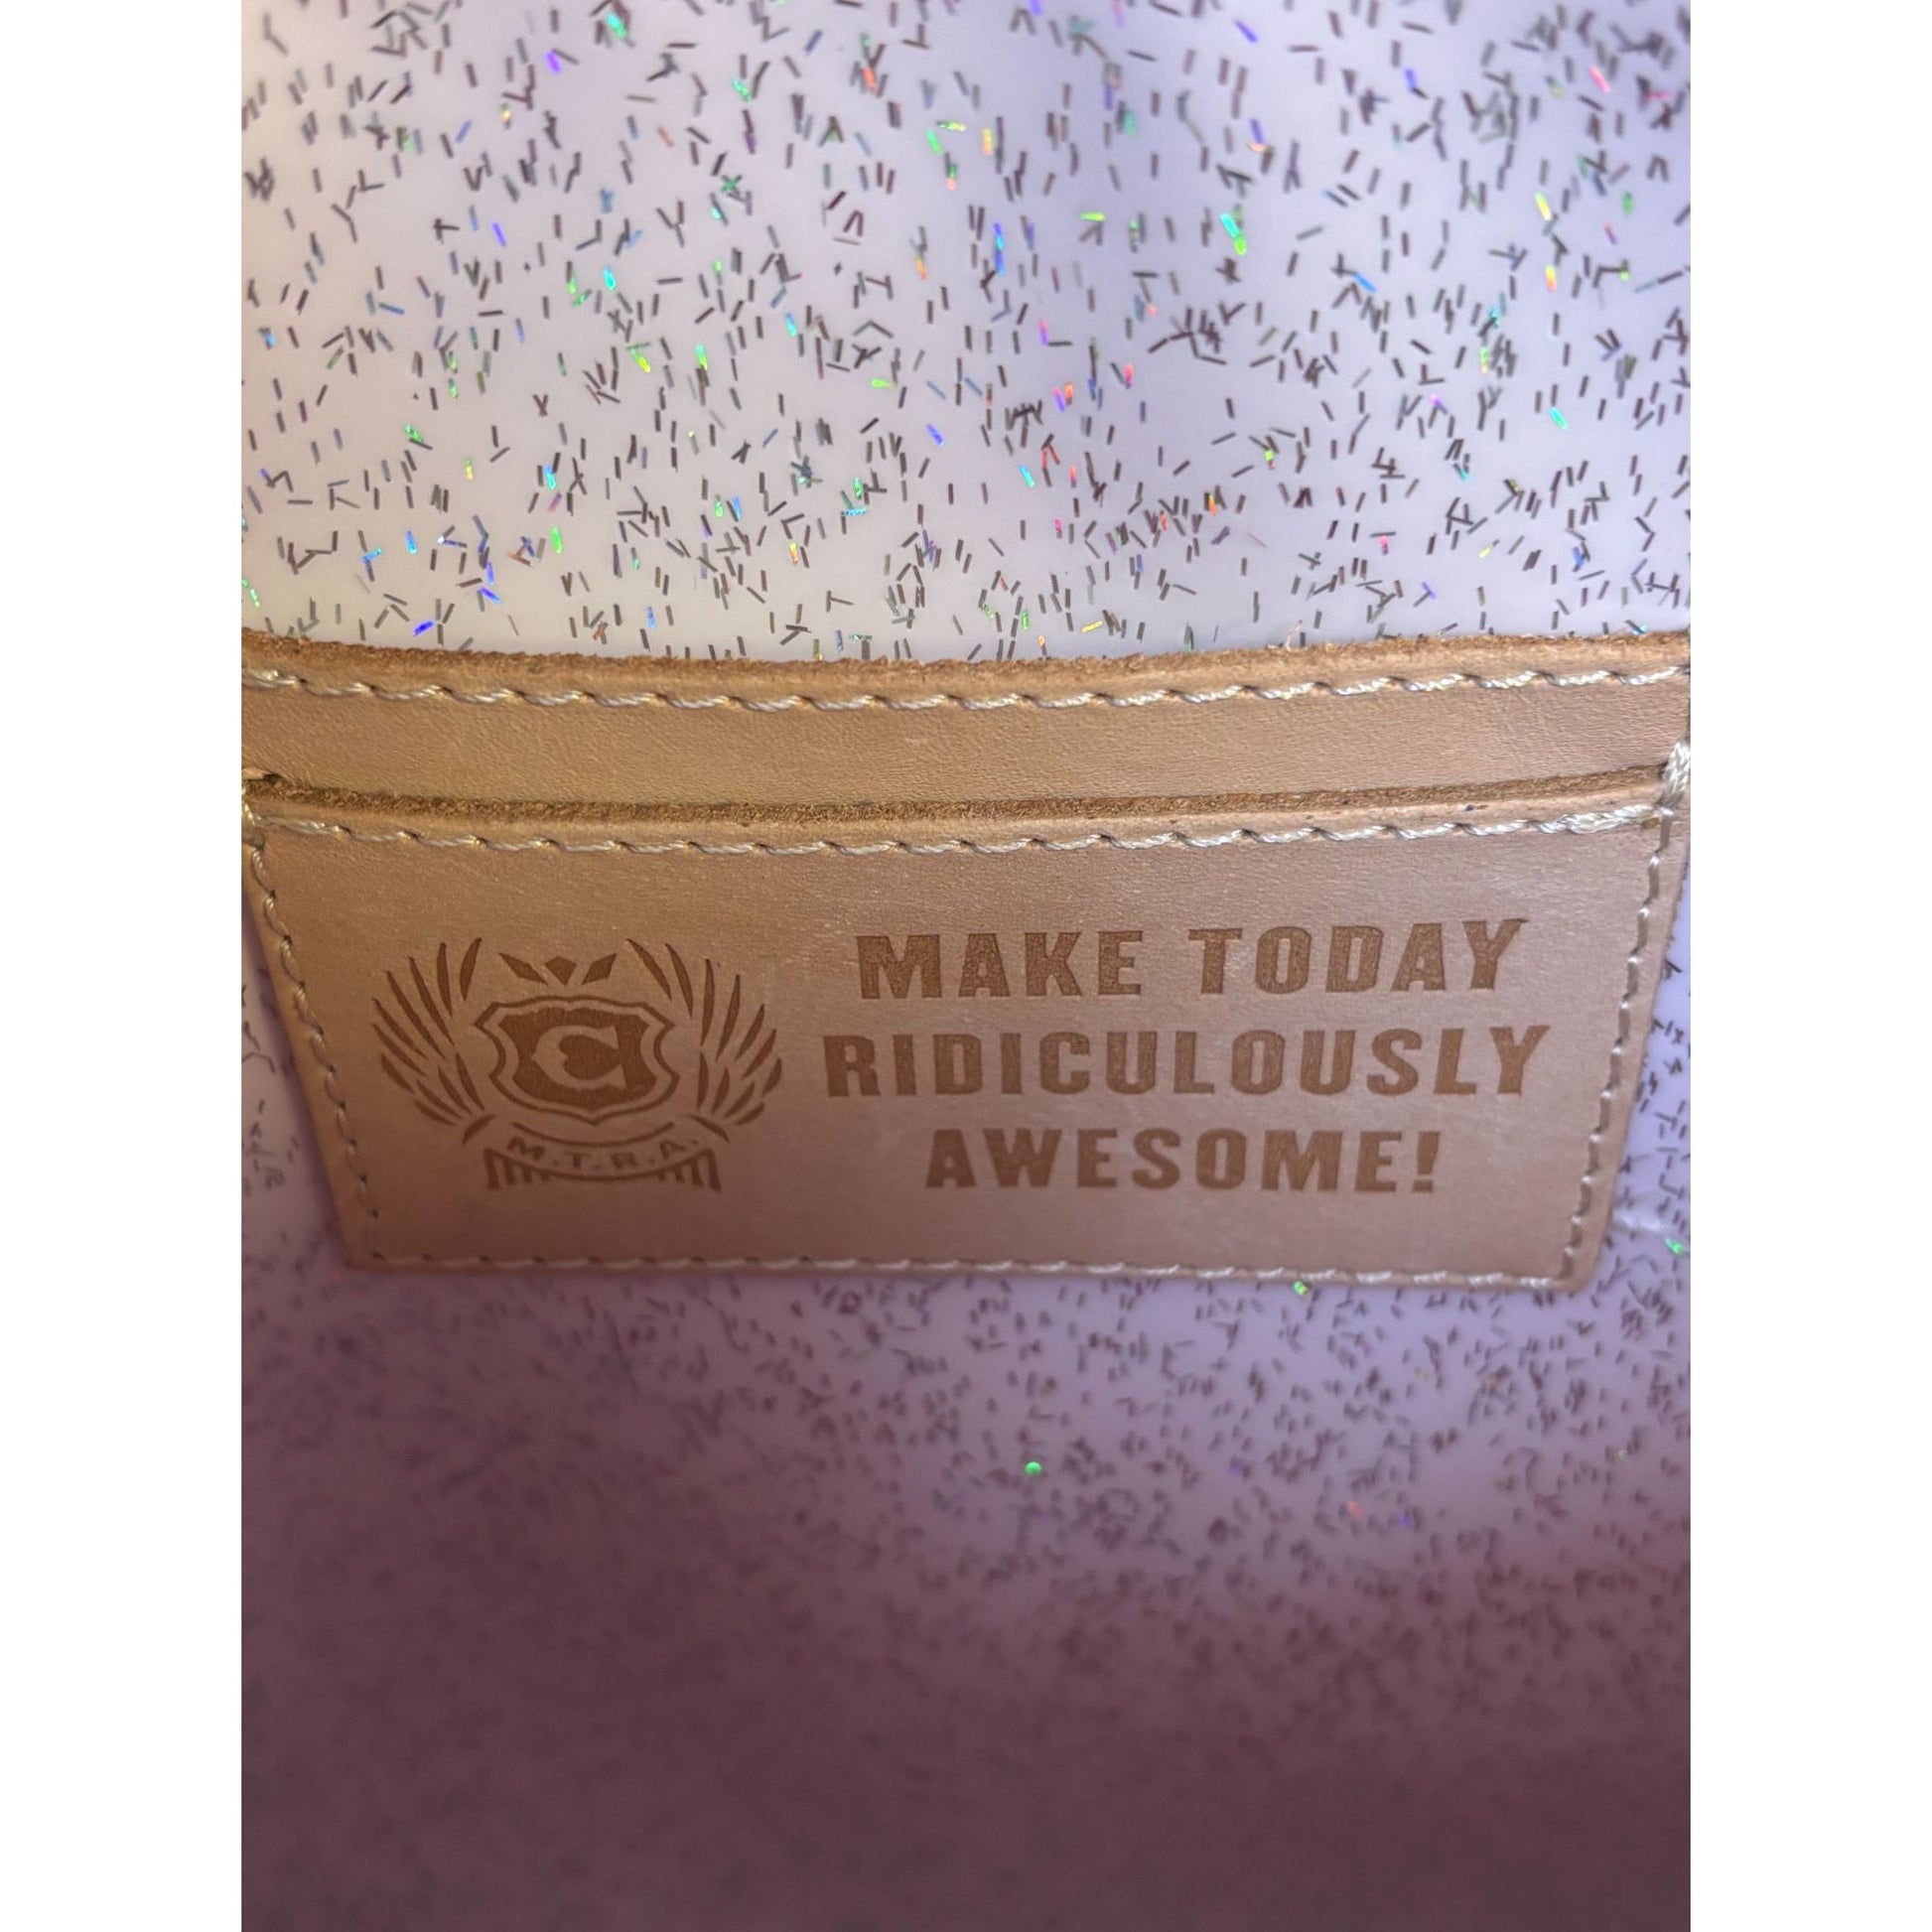 C
M.T.R.A.
MAKE TODAY
RIDICULOUSLY
AWESOME!